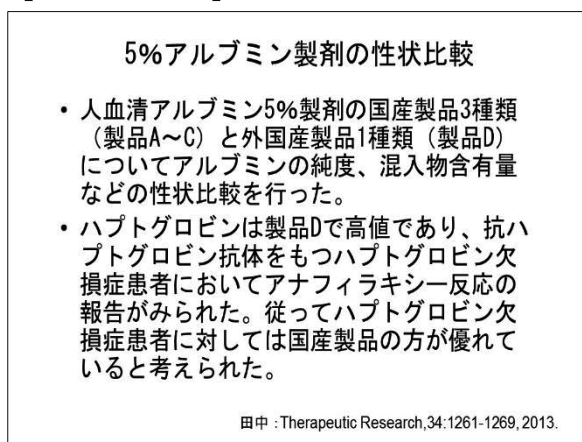 5%アルブミン製剤の性状比較
• 人血清アルブミン5%製剤の国産製品3種類
（製品A～C）と外国産製品1種類（製品D）
についてアルブミンの純度、混入物含有量
などの性状比較を行った。
• ハプトグロビンは製品Dで高値であり、抗ハ
プトグロビン抗体をもつハプトグロビン欠
損症患者においてアナフィラキシー反応の
報告がみられた。従ってハプトグロビン欠
損症患者に対しては国産製品の方が優れて
いると考えられた。
田中：Therapeutic Research,34:1261-1269, 2013.